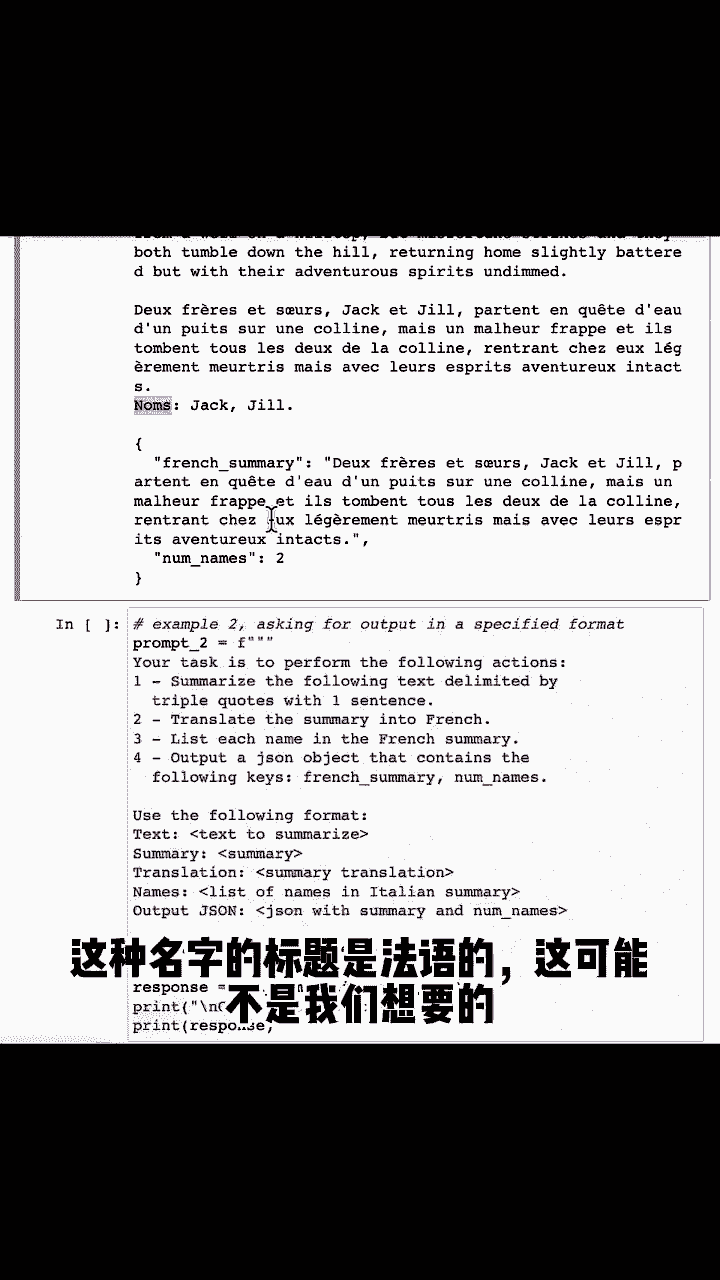 both tumble down the hill, returning home slightly battere
d but with their adventurous spirits undimmed.
Deux frères et sœurs, Jack et Jill, partent en quête d'eau
d'un puits sur une colline, mais un malheur frappe et ils
tombent tous les deux de la colline, rentrant chez eux lég
èrement meurtris mais avec leurs esprits aventureux intact
s.
Noms: Jack, Jill.
{
"french_summary": "Deux frères et sœurs, Jack et Jill, p
artent en quête d'eau d'un puits sur une colline, mais un
malheur frappe et ils tombent tous les deux de la colline,
rentrant chez eux légèrement meurtris mais avec leurs espr
its aventureux intacts.",
"num_names": 2
}
In [ ]: # example 2, asking for output in a specified format
prompt_2 = f"""
Your task is to perform the following actions:
1 - Summarize the following text delimited by
triple quotes with 1 sentence.
2 - Translate the summary into French.
3 - List each name in the French summary.
4 - Output a json object that contains the
following keys: french_summary, num_names.
Use the following format:
Text: <text to summarize>
Summary: <summary>
Translation: <summary translation>
Names: <list of names in Italian summary>
Output JSON: <json with summary and num_names>
这种名字的标题是法语的，这可能
不是我们想要的
response =
print("\n
print(response)